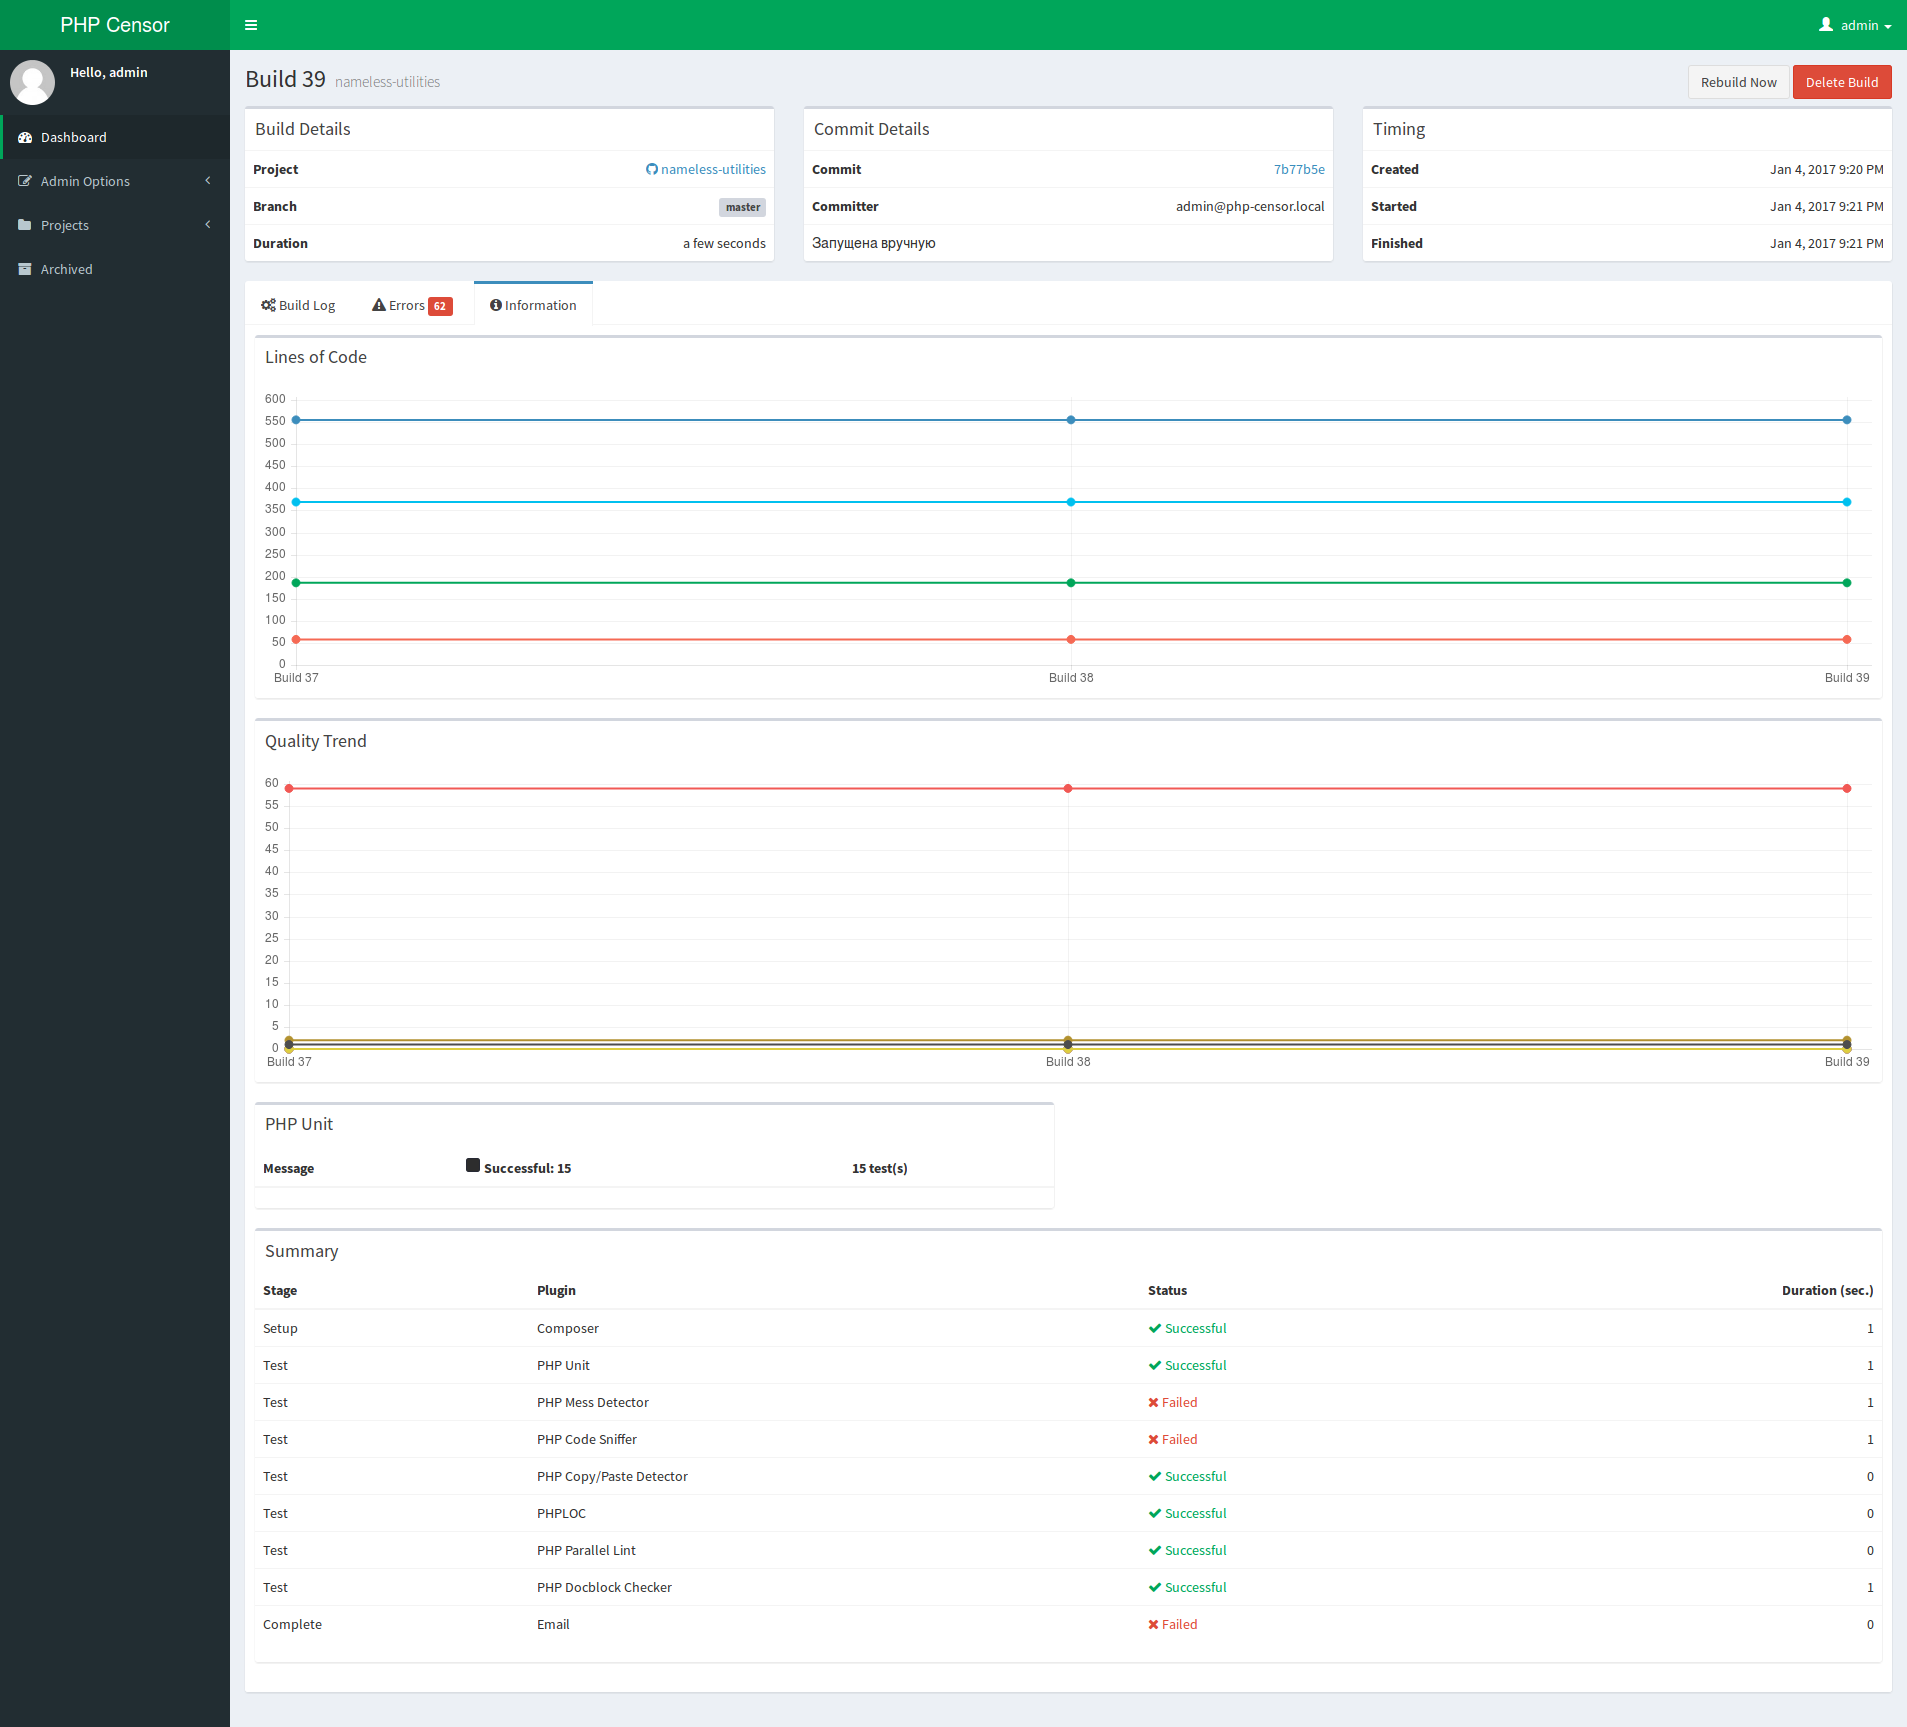 PHP Censor
admin
Hello, admin
Dashboard
Admin Options
Projects
Archived
Build 39 nameless-utilities
Rebuild Now
Delete Build
Build Details
Project nameless-utilities
Branch master
Duration a few seconds
Commit Details
Commit 7b77b5e
Committer admin@php-censor.local
Запущена вручную
Timing
Created Jan 4, 2017 9:20 PM
Started Jan 4, 2017 9:21 PM
Finished Jan 4, 2017 9:21 PM
Build Log
Errors 62
Information
Lines of Code
600
550
500
450
400
350
300
250
200
150
100
50
0
Build 37 Build 38 Build 39
Quality Trend
60
55
50
45
40
35
30
25
20
15
10
5
0
Build 37 Build 38 Build 39
PHP Unit
Message Successful: 15 15 test(s)
Summary
Stage Plugin Status Duration (sec.)
Setup Composer Successful 1
Test PHP Unit Successful 1
Test PHP Mess Detector Failed 1
Test PHP Code Sniffer Failed 1
Test PHP Copy/Paste Detector Successful 0
Test PHPLOC Successful 0
Test PHP Parallel Lint Successful 0
Test PHP Docblock Checker Successful 1
Complete Email Failed 0